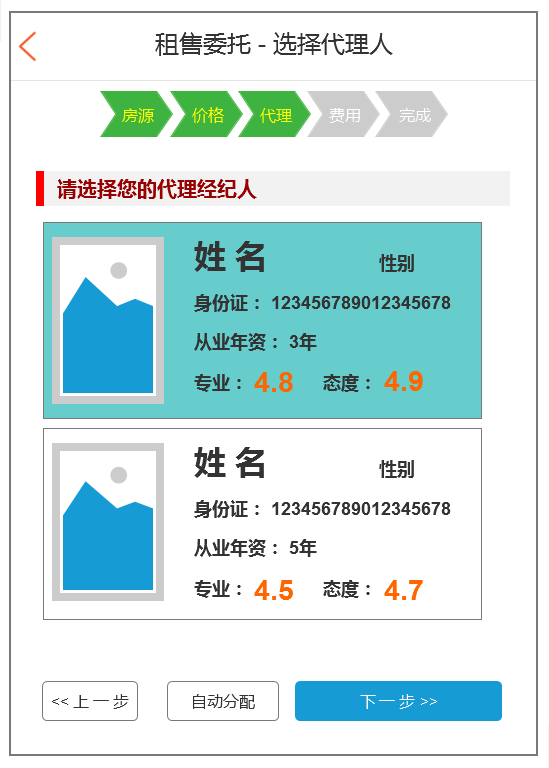 租售委托 - 选择代理人
房源 价格 代理 费用 完成
请选择您的代理经纪人
姓 名 性别
身份证： 123456789012345678
从业年资： 3年
专业： 4.8 态度： 4.9
姓 名 性别
身份证： 123456789012345678
从业年资： 5年
专业： 4.5 态度： 4.7
<< 上 一 步 自动分配 下 一 步 >>